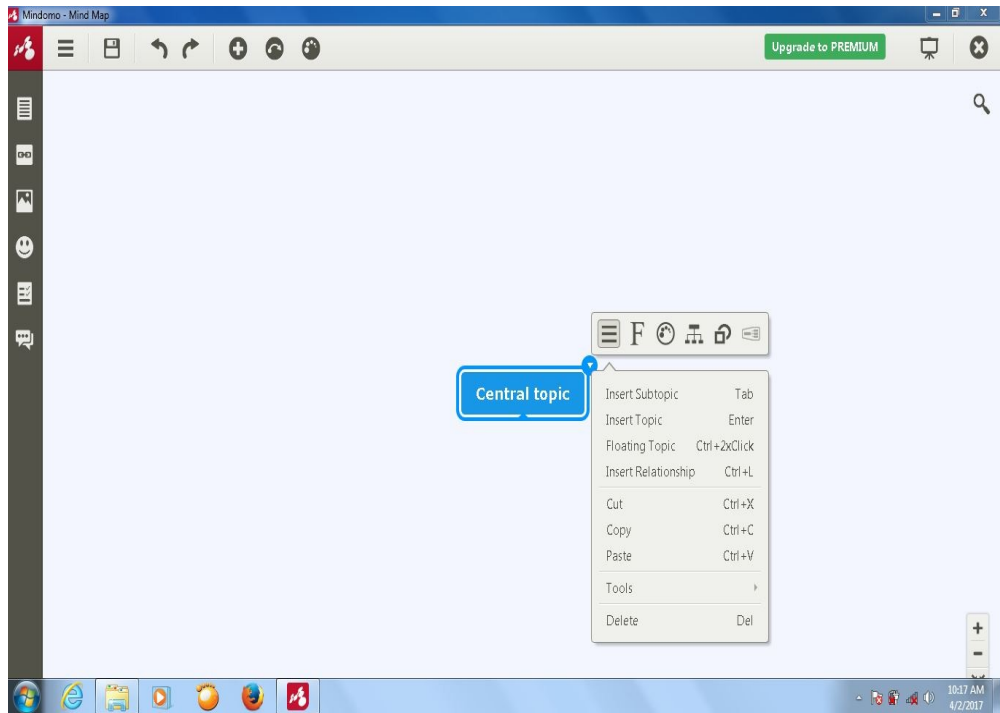 Mindomo - Mind Map
Upgrade to PREMIUM
F
Central topic
Insert Subtopic Tab
Insert Topic Enter
Floating Topic Ctrl+2xClick
Insert Relationship Ctrl+L
Cut Ctrl+X
Copy Ctrl+C
Paste Ctrl+V
Tools
Delete Del
10:17 AM
4/2/2017